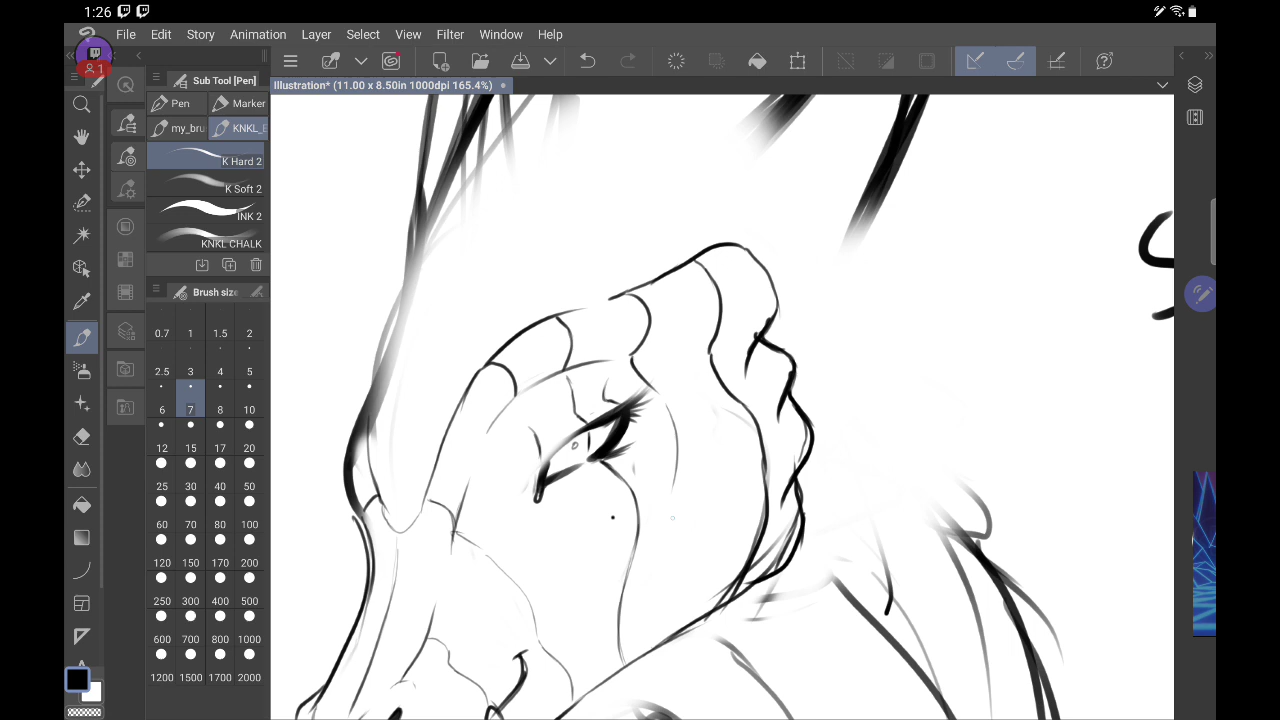 1:26
File Edit Story Animation Layer Select View Filter Window Help
1
Sub Tool [Pen]
Illustration* (11.00 x 8.50in 1000dpi 165.4%)
Pen Marker
my_bru KNKL_E
K Hard 2
K Soft 2
INK 2
KNKL CHALK
Brush size
0.7 1 1.5 2
2.5 3 4 5
6 7 8 10
12 15 17 20
25 30 40 50
60 70 80 100
120 150 170 200
250 300 400 500
600 700 800 1000
1200 1500 1700 2000